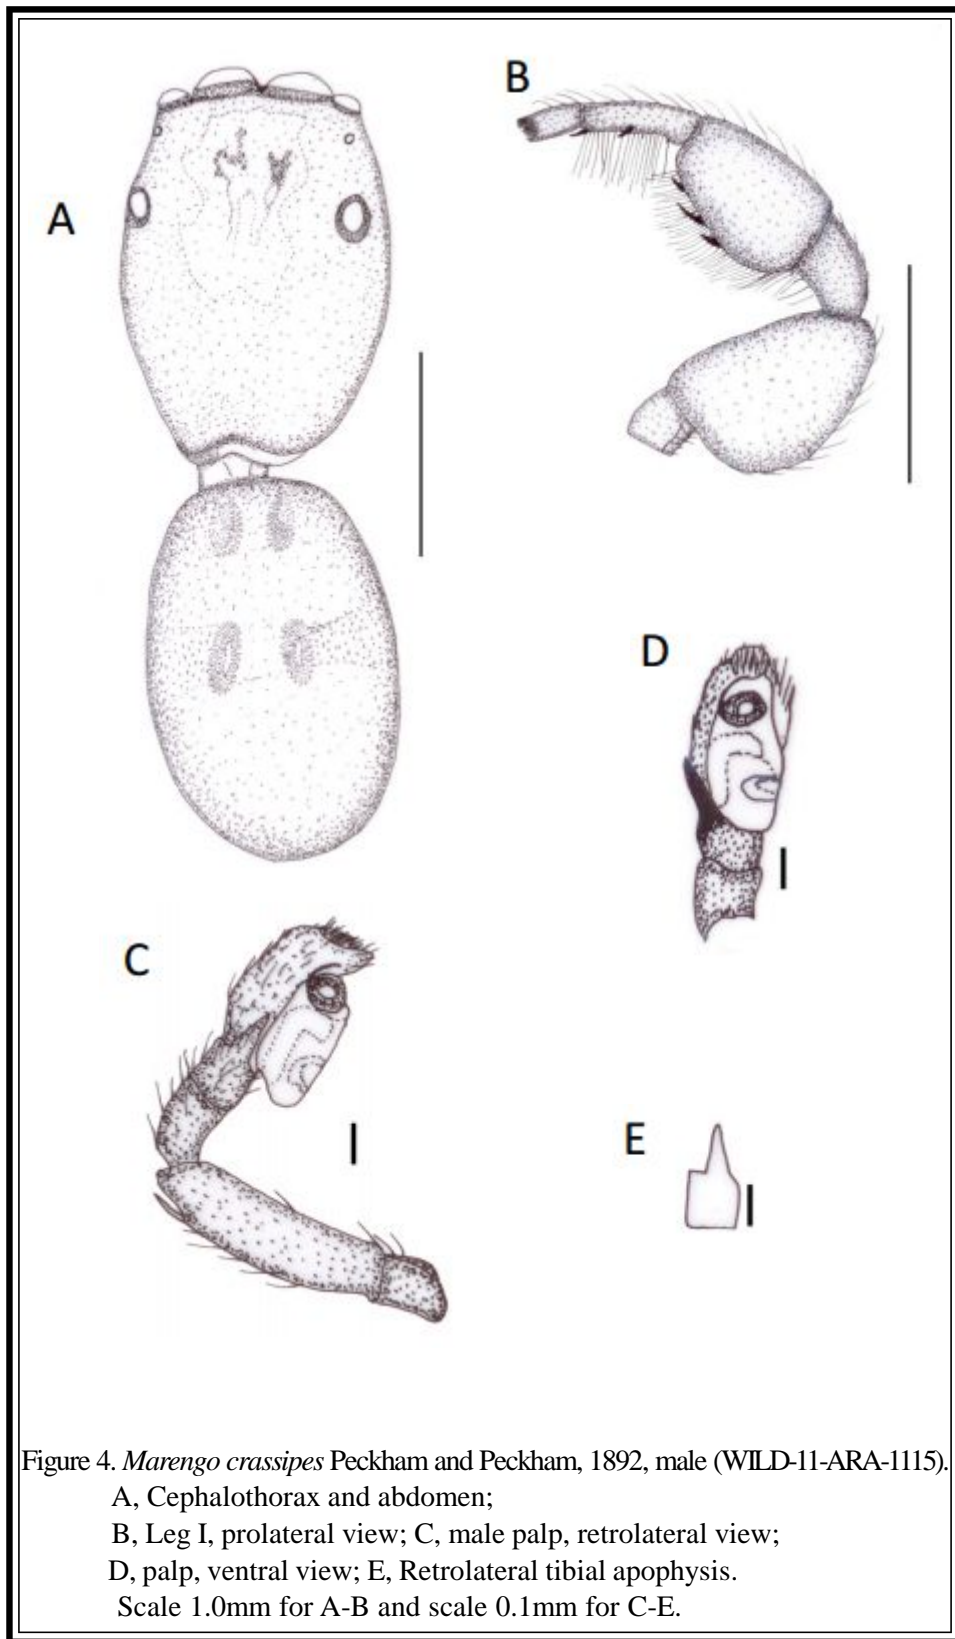 A
B
D
C
E
Figure 4. Marengo crassipes Peckham and Peckham, 1892, male (WILD-11-ARA-1115).
A, Cephalothorax and abdomen;
B, Leg I, prolateral view; C, male palp, retrolateral view;
D, palp, ventral view; E, Retrolateral tibial apophysis.
Scale 1.0mm for A-B and scale 0.1mm for C-E.